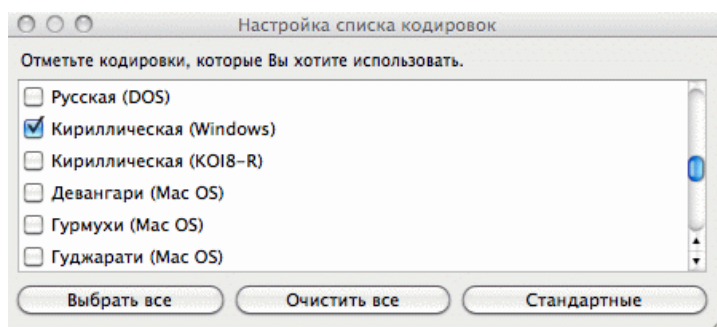 Настройка списка кодировок
Отметьте кодировки, которые Вы хотите использовать.
Русская (DOS)
Кириллическая (Windows)
Кириллическая (KOI8-R)
Девангари (Mac OS)
Гурмухи (Mac OS)
Гуджарати (Mac OS)
Выбрать все Очистить все Стандартные